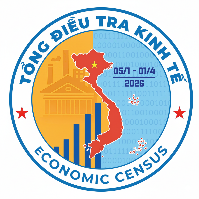 TỔNG ĐIỀU TRA KINH TẾ
05/1 - 01/4
2026
ECONOMIC CENSUS